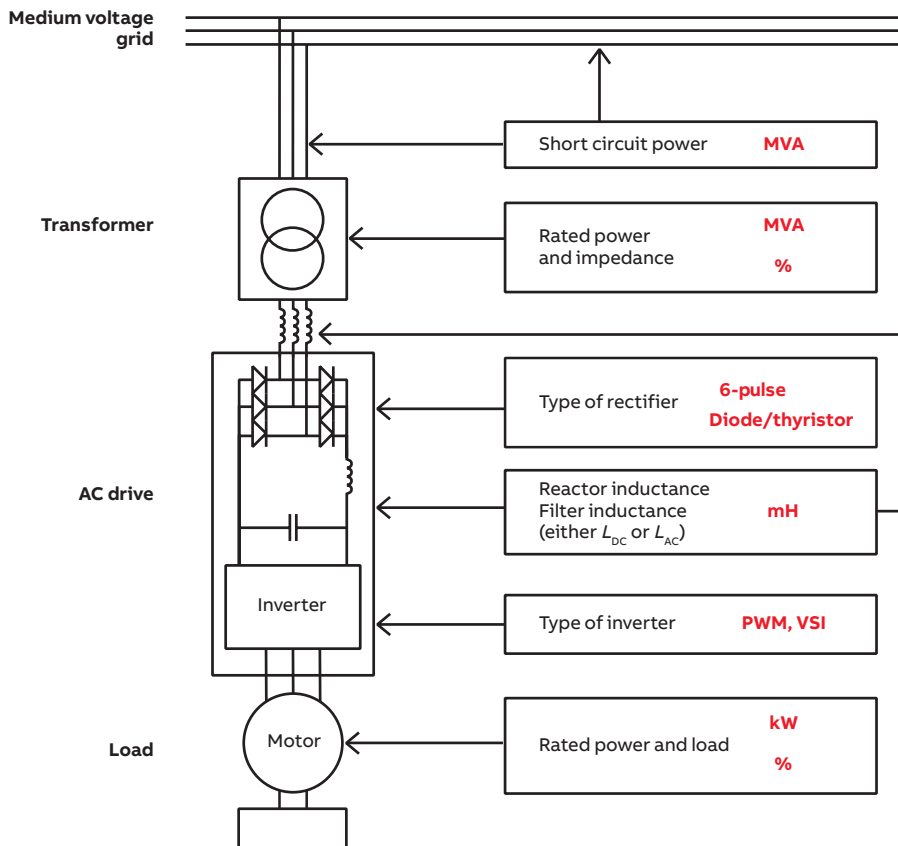 Medium voltage
grid
Short circuit power MVA
Transformer
Rated power
and impedance
MVA
%
Type of rectifier
6-pulse
Diode/thyristor
AC drive
Reactor inductance
Filter inductance
(either L_DC or L_AC)
mH
Inverter
Type of inverter PWM, VSI
Load
Motor
Rated power and load
kW
%